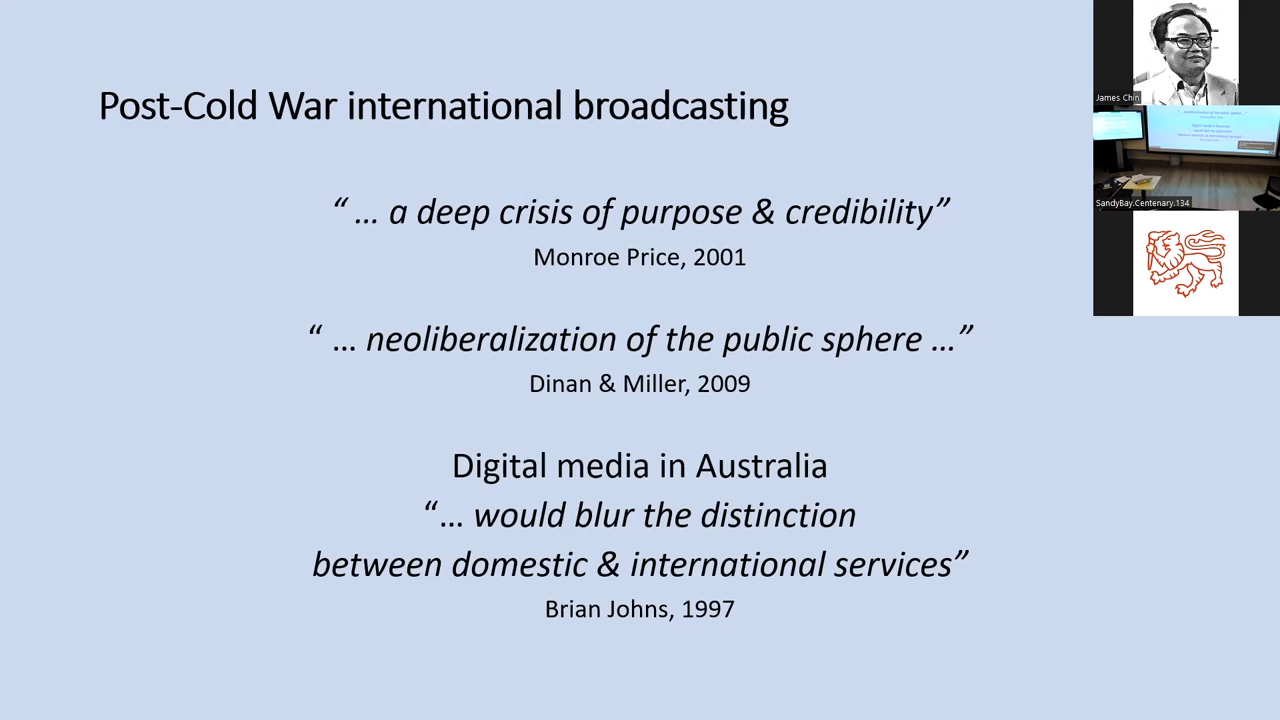 Post-Cold War international broadcasting
“ … a deep crisis of purpose & credibility”
Monroe Price, 2001
“ … neoliberalization of the public sphere …”
Dinan & Miller, 2009
Digital media in Australia
“… would blur the distinction
between domestic & international services”
Brian Johns, 1997
James Chin
SandyBay.Centenary.134